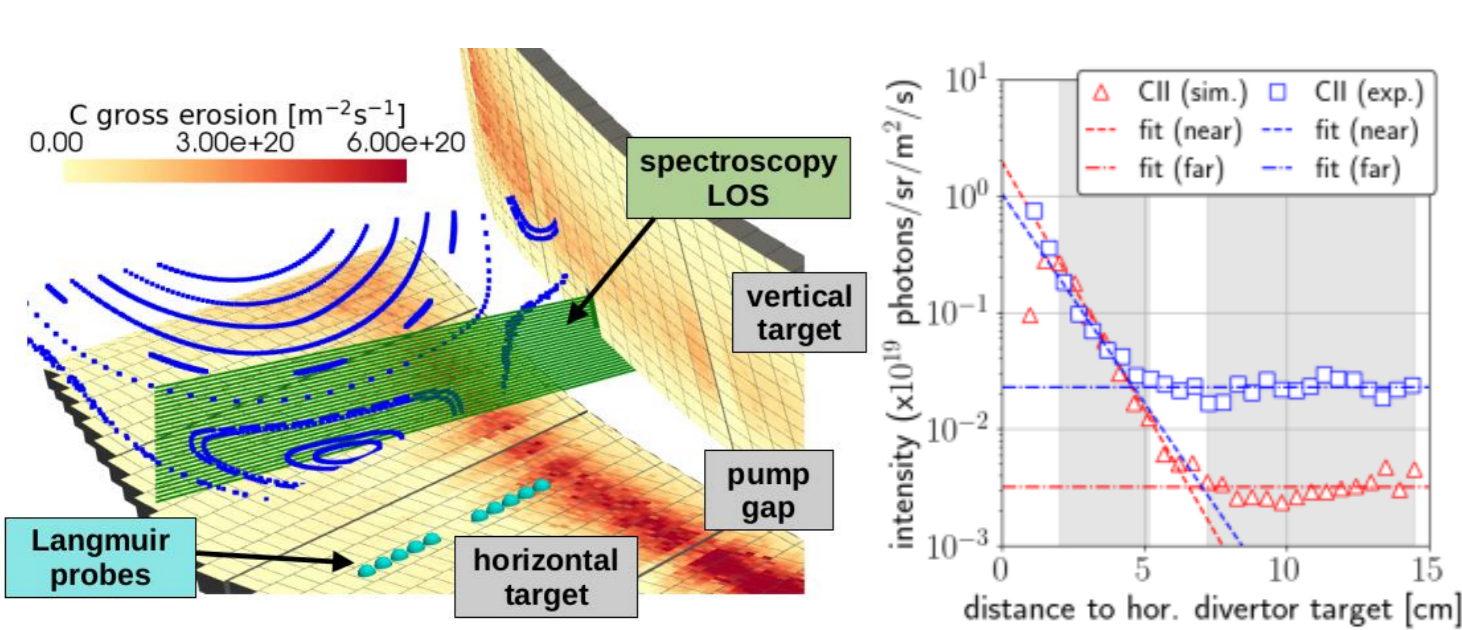 C gross erosion [m⁻²s⁻¹]
0.00 3.00e+20 6.00e+20
spectroscopy
LOS
vertical
target
pump
gap
Langmuir
probes
horizontal
target
intensity (x10¹⁹ photons/sr/m²/s)
10¹
10⁰
10⁻¹
10⁻²
10⁻³
CII (sim.) CII (exp.)
fit (near) fit (near)
fit (far) fit (far)
0 5 10 15
distance to hor. divertor target [cm]